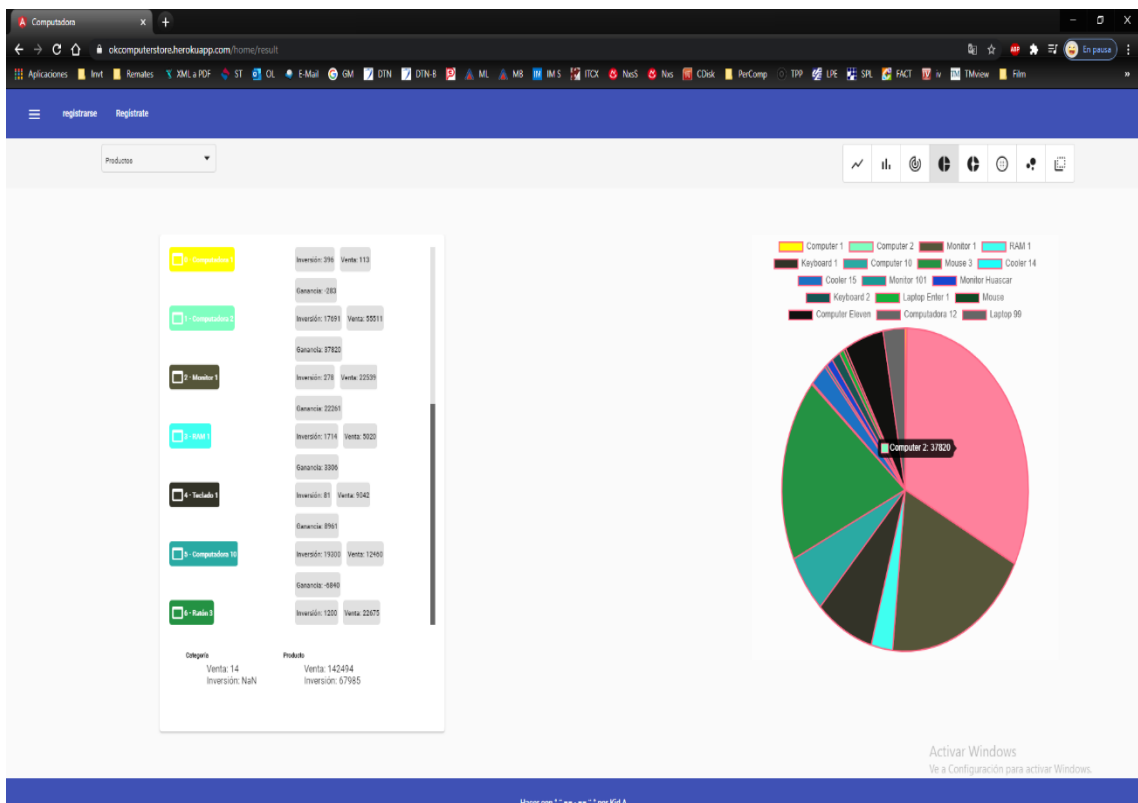 Computadora
okcomputerstore.herokuapp.com/home/result
En pausa
Aplicaciones Invt Remates XML a PDF ST OL E-Mail GM DTN DTN-B ML MB IM S ITCX NxsS Nxs CDisk PerComp TPP LPE SPL FACT iv TMview Film »
registrarse Regístrate
Productos
0 - Computadora 1 Inversión: 396 Venta: 113
Ganancia: -283
1 - Computadora 2 Inversión: 17691 Venta: 55511
Ganancia: 37820
2 - Monitor 1 Inversión: 278 Venta: 22539
Ganancia: 22261
3 - RAM 1 Inversión: 1714 Venta: 5020
Ganancia: 3306
4 - Teclado 1 Inversión: 81 Venta: 9042
Ganancia: 8961
5 - Computadora 10 Inversión: 19300 Venta: 12460
Ganancia: -6840
6 - Ratón 3 Inversión: 1200 Venta: 22675
Categoría Producto
Venta: 14 Venta: 142494
Inversión: NaN Inversión: 67985
Computer 1 Computer 2 Monitor 1 RAM 1
Keyboard 1 Computer 10 Mouse 3 Cooler 14
Cooler 15 Monitor 101 Monitor Huascar
Keyboard 2 Laptop Enter 1 Mouse
Computer Eleven Computadora 12 Laptop 99
Computer 2: 37820
Activar Windows
Ve a Configuración para activar Windows.
por Kid A